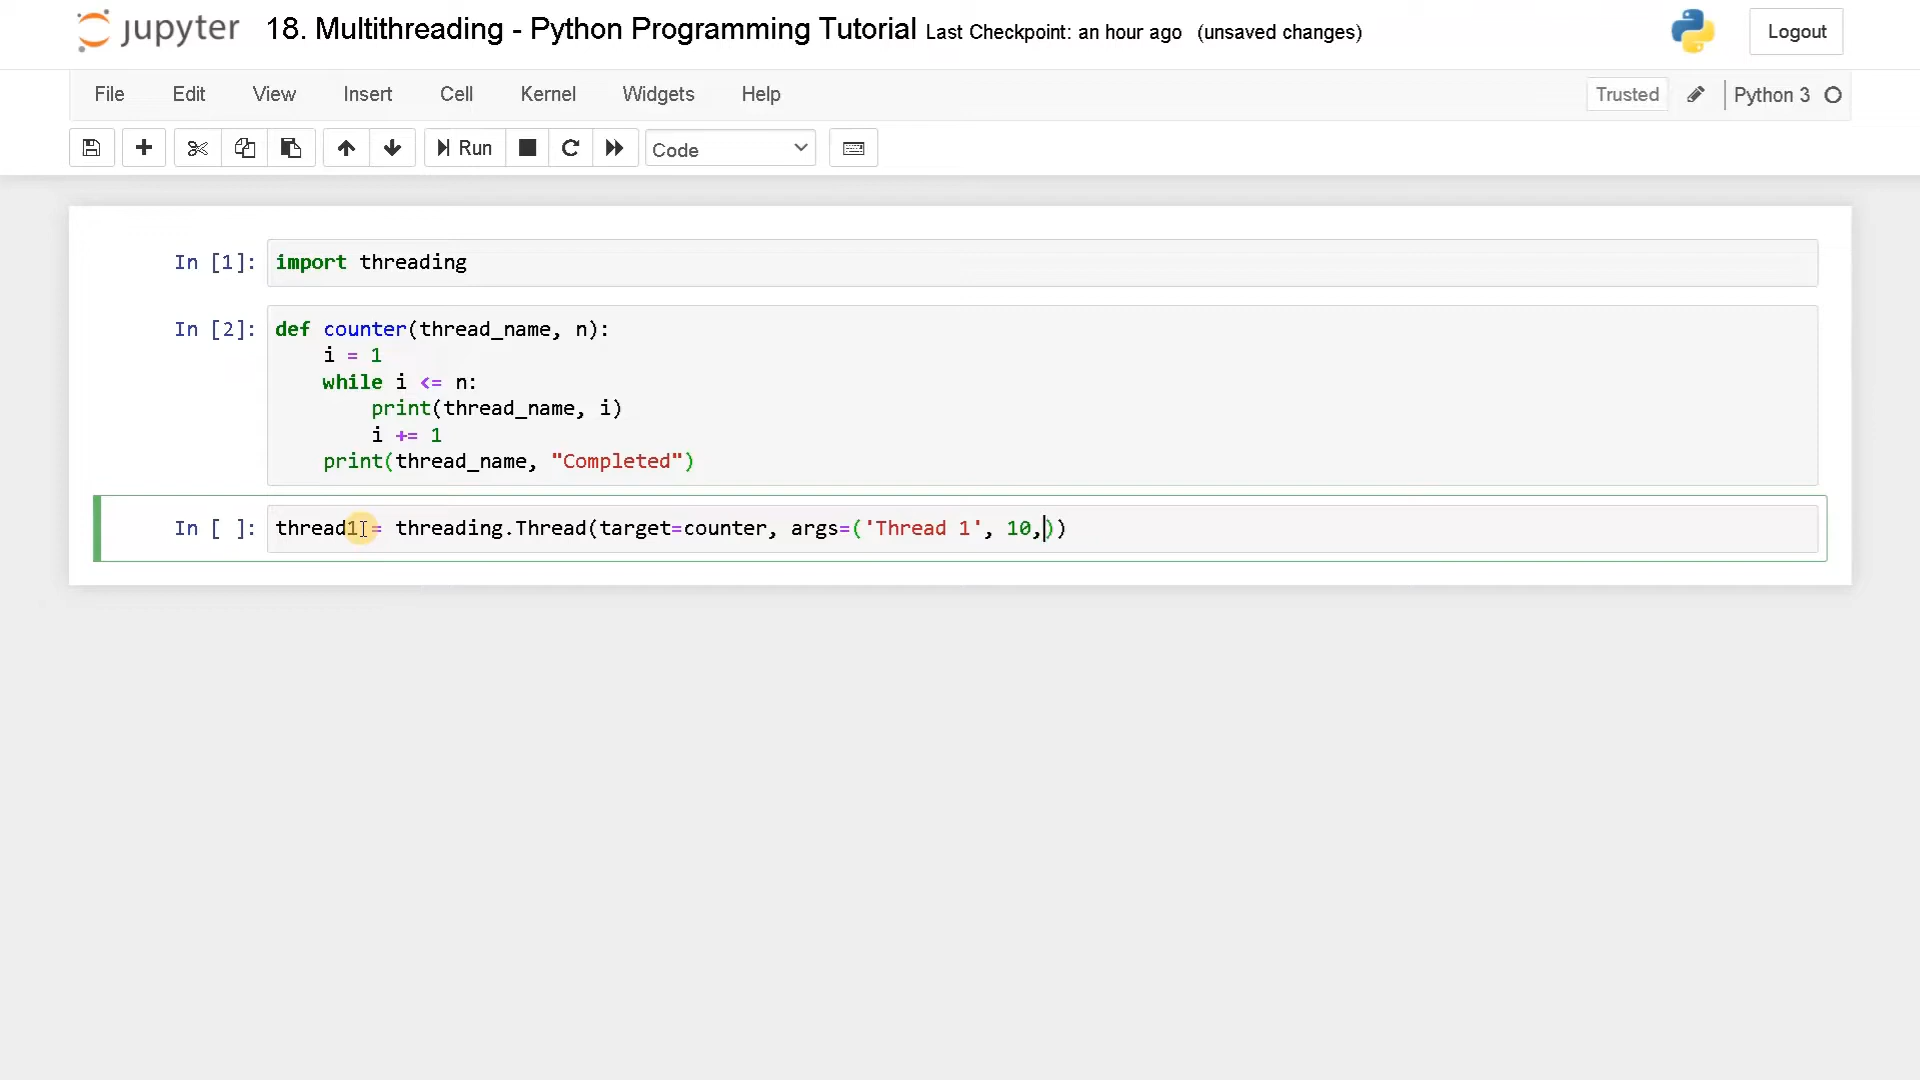 jupyter 18. Multithreading - Python Programming Tutorial Last Checkpoint: an hour ago (unsaved changes) Logout
File Edit View Insert Cell Kernel Widgets Help Trusted Python 3
Run Code
In [1]: import threading
In [2]: def counter(thread_name, n):
i = 1
while i <= n:
print(thread_name, i)
i += 1
print(thread_name, "Completed")
In [ ]: thread1 = threading.Thread(target=counter, args=('Thread 1', 10,))